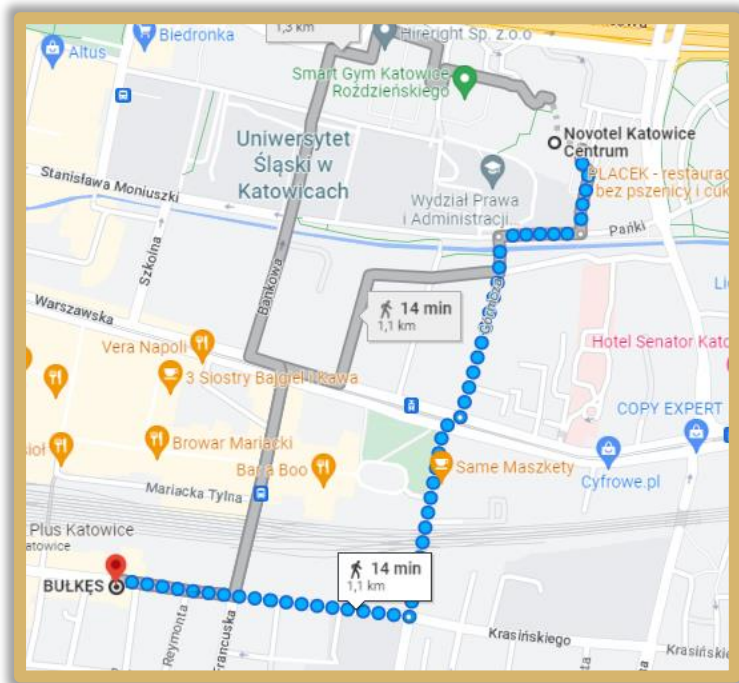 1,3 km
Hireright Sp. z.o.o
Biedronka
Altus
Smart Gym Katowice
Roździeńskiego
Novotel Katowice
Centrum
Uniwersytet
Śląski w
Katowicach
Stanisława Moniuszki
PLACEK - restaurac
bez pszenicy i cuk
Wydział Prawa
i Administracji...
Pańki
Szkolna
Bankowa
Górnicza
14 min
1,1 km
Warszawska
Vera Napoli
3 Siostry Bajgiel i Kawa
Hotel Senator Kato
COPY EXPERT
Browar Mariacki
Bar a Boo
Same Maszkety
Cyfrowe.pl
Mariacka Tylna
Plus Katowice
14 min
1,1 km
BUŁKĘS
Reymonta
Francuska
Krasińskiego
Krasińskie